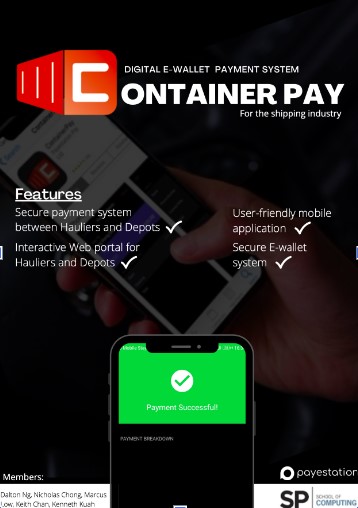 DIGITAL E-WALLET PAYMENT SYSTEM
CONTAINER PAY
For the shipping industry
Features
Secure payment system
between Hauliers and Depots
Interactive Web portal for
Hauliers and Depots
User-friendly mobile
application
Secure E-wallet
system
Payment Successful!
PAYMENT BREAKDOWN
Members:
Dalton Ng, Nicholas Chong, Marcus
Low, Keith Chan, Kenneth Kuah
payestation
SP
SCHOOL OF
COMPUTING